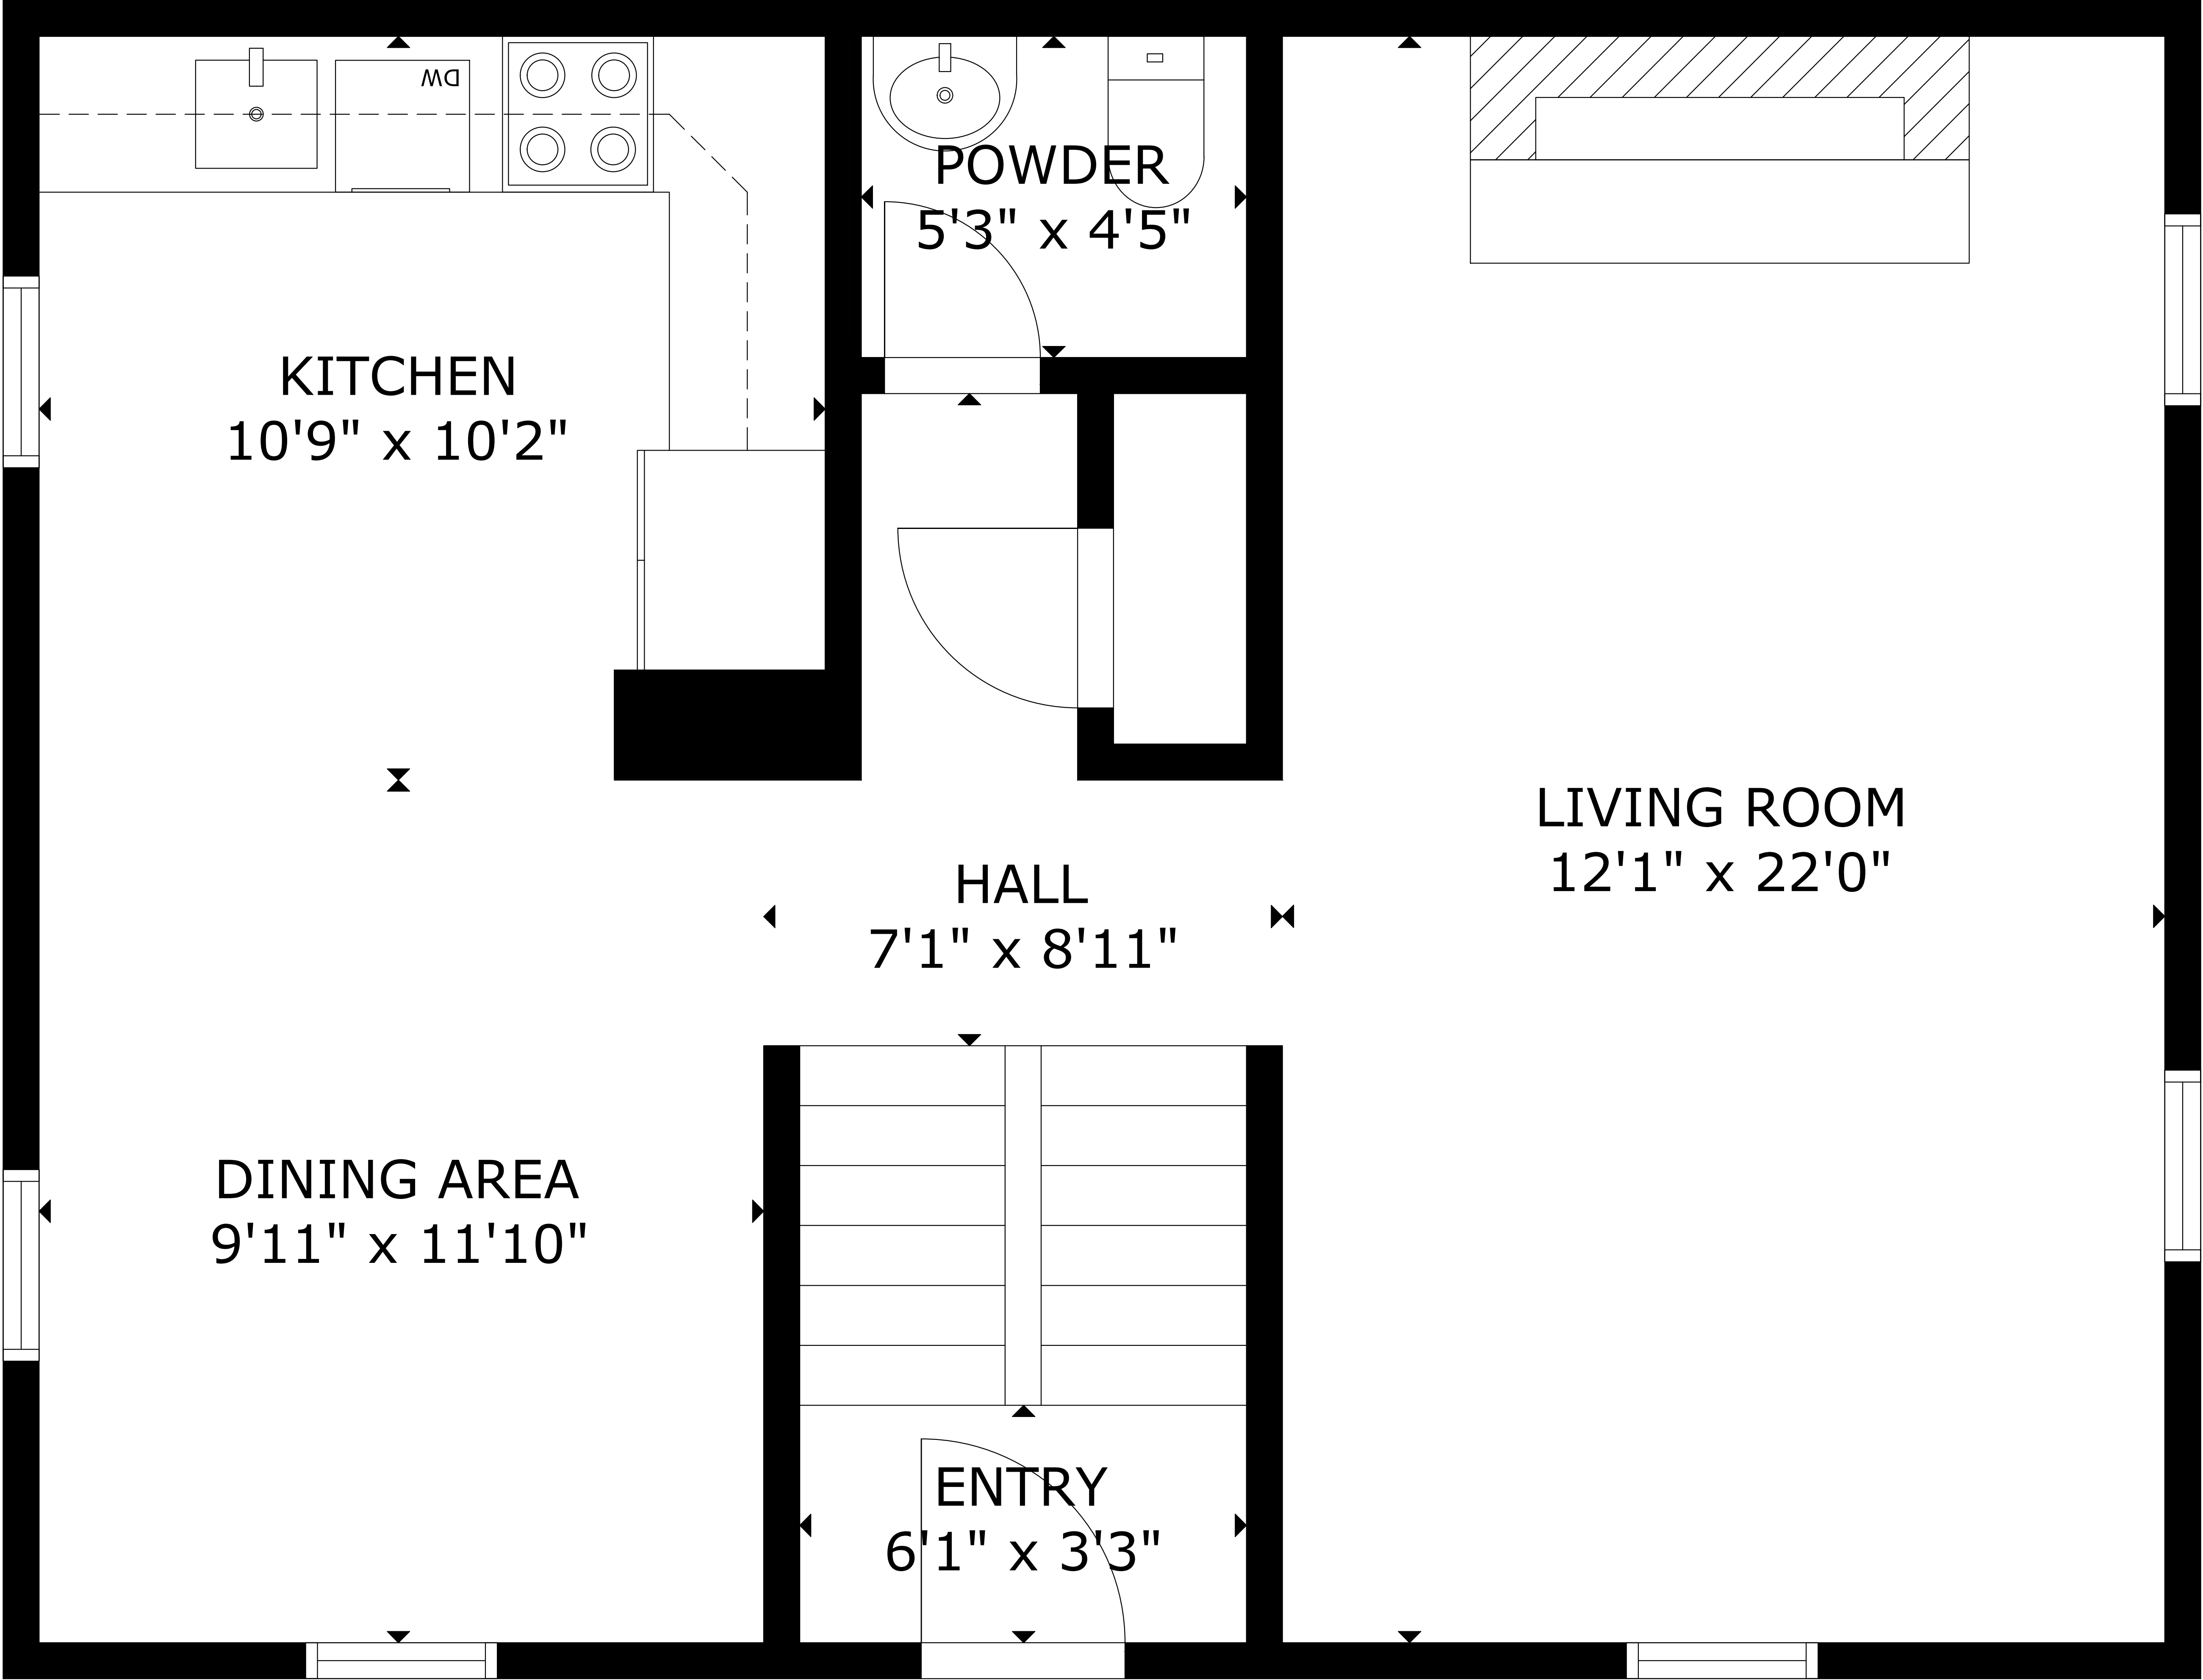 DW
POWDER
5'3" x 4'5"
KITCHEN
10'9" x 10'2"
LIVING ROOM
12'1" x 22'0"
HALL
7'1" x 8'11"
DINING AREA
9'11" x 11'10"
ENTRY
6'1" x 3'3"